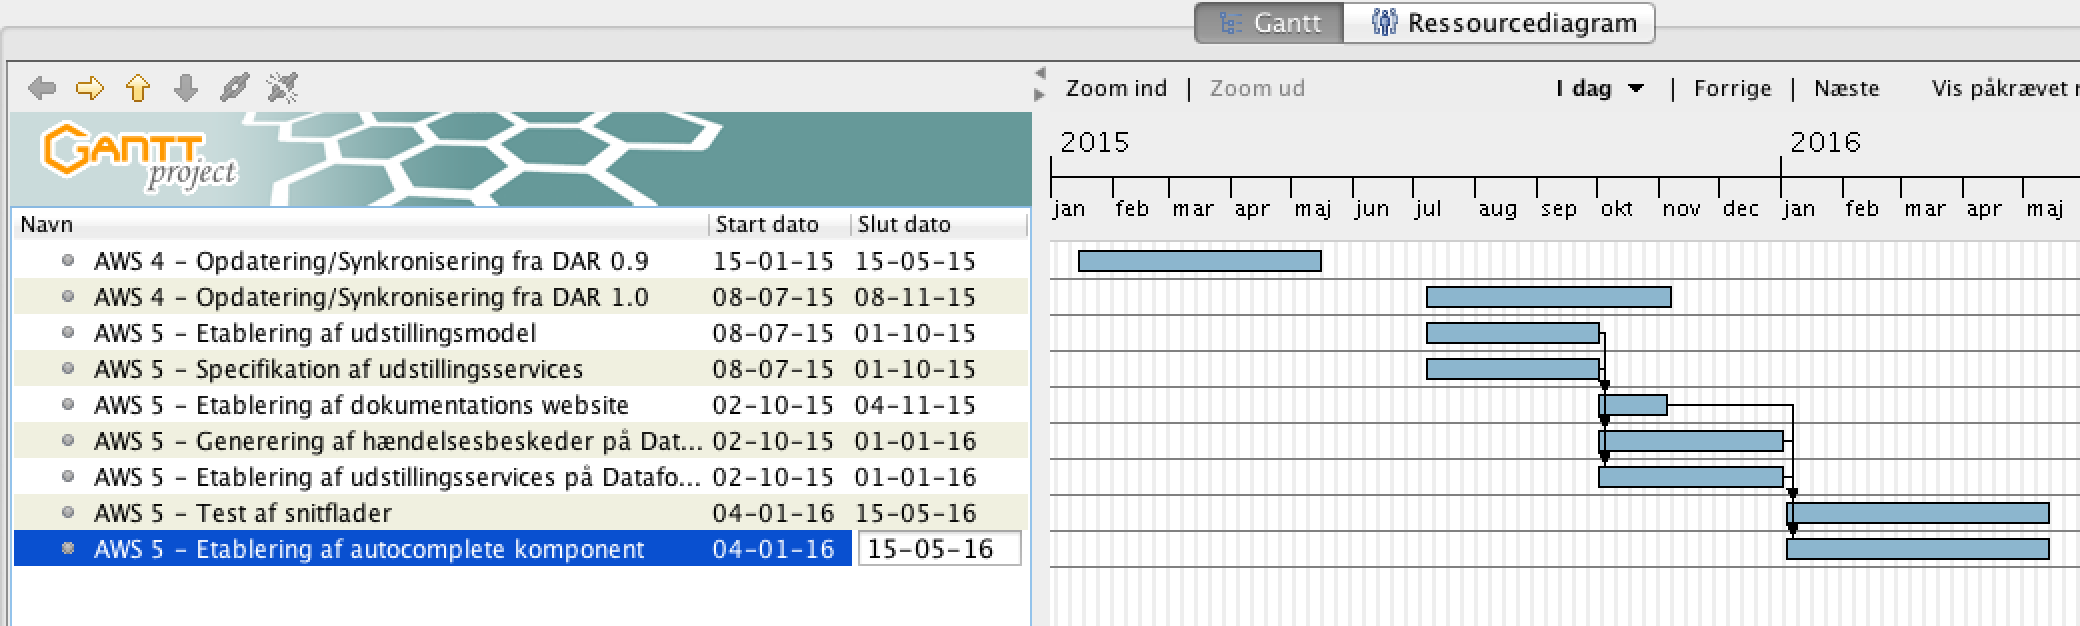 Gantt Ressourcediagram
Zoom ind | Zoom ud I dag | Forrige | Næste Vis påkrævet
GANTT
project
2015 2016
jan feb mar apr maj jun jul aug sep okt nov dec jan feb mar apr maj
Navn Start dato Slut dato
AWS 4 – Opdatering/Synkronisering fra DAR 0.9 15-01-15 15-05-15
AWS 4 – Opdatering/Synkronisering fra DAR 1.0 08-07-15 08-11-15
AWS 5 – Etablering af udstillingsmodel 08-07-15 01-10-15
AWS 5 – Specifikation af udstillingsservices 08-07-15 01-10-15
AWS 5 – Etablering af dokumentations website 02-10-15 04-11-15
AWS 5 – Generering af hændelsesbeskeder på Dat... 02-10-15 01-01-16
AWS 5 – Etablering af udstillingsservices på Datafo... 02-10-15 01-01-16
AWS 5 – Test af snitflader 04-01-16 15-05-16
AWS 5 – Etablering af autocomplete komponent 04-01-16 15-05-16